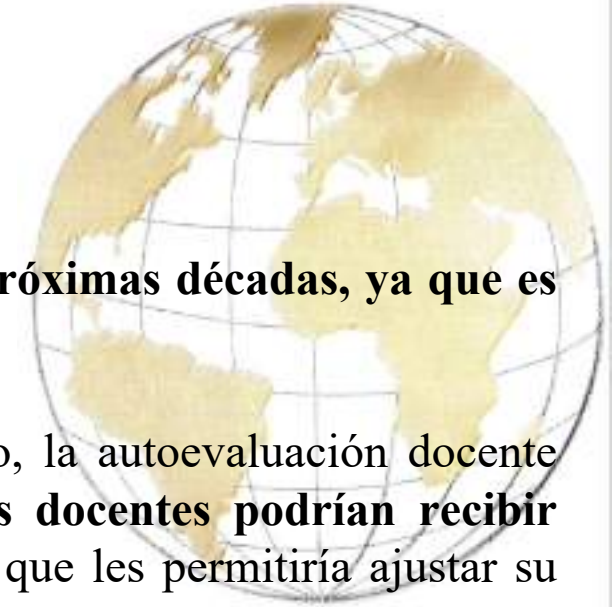 róximas décadas, ya que es
o, la autoevaluación docente
s docentes podrían recibir
que les permitiría ajustar su